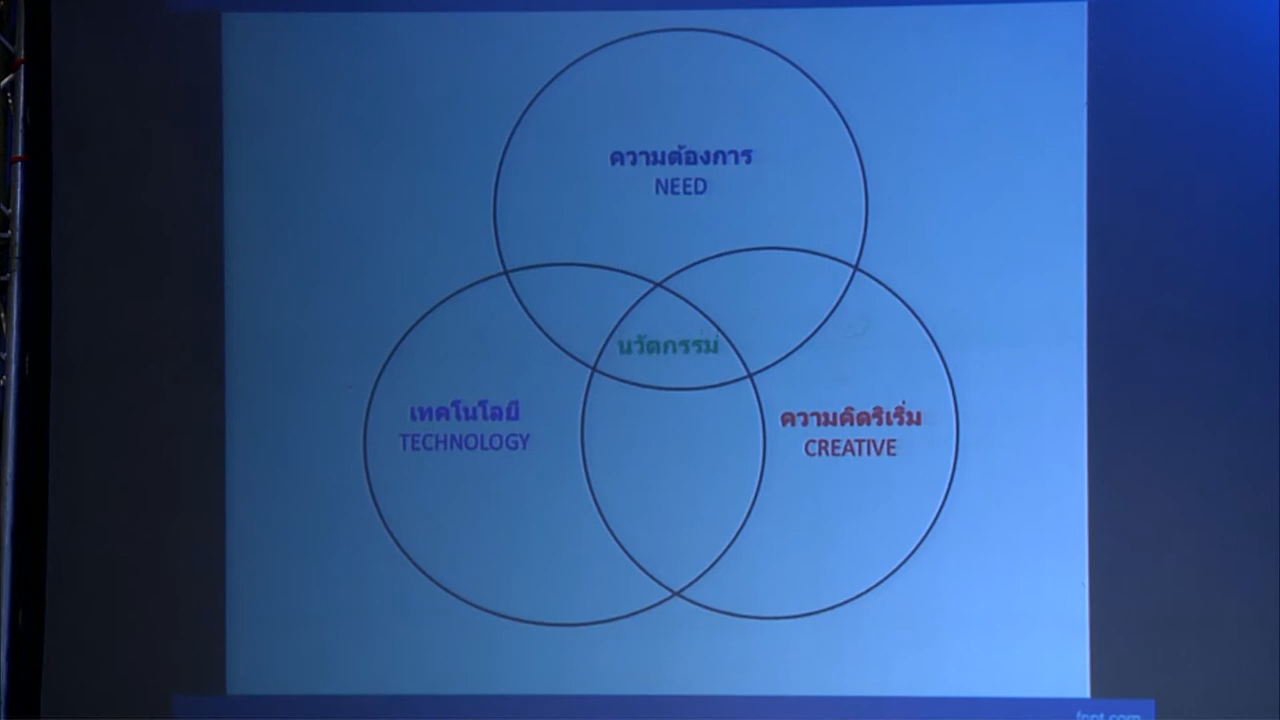 ความต้องการ
NEED
นวัตกรรม่
เทคโนโลยี
TECHNOLOGY
ความคิดริเริ่ม
CREATIVE
fppt.com